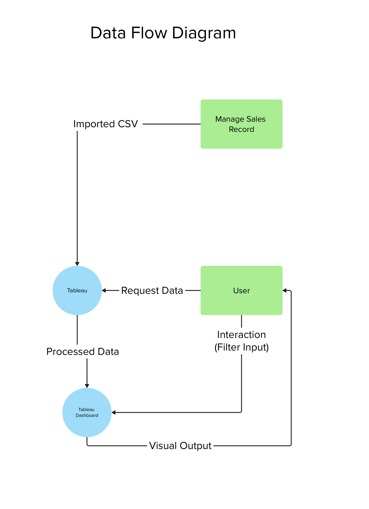 Data Flow Diagram
Imported CSV
Manage Sales
Record
Tableau
Request Data
User
Interaction
(Filter Input)
Processed Data
Tableau
Dashboard
Visual Output